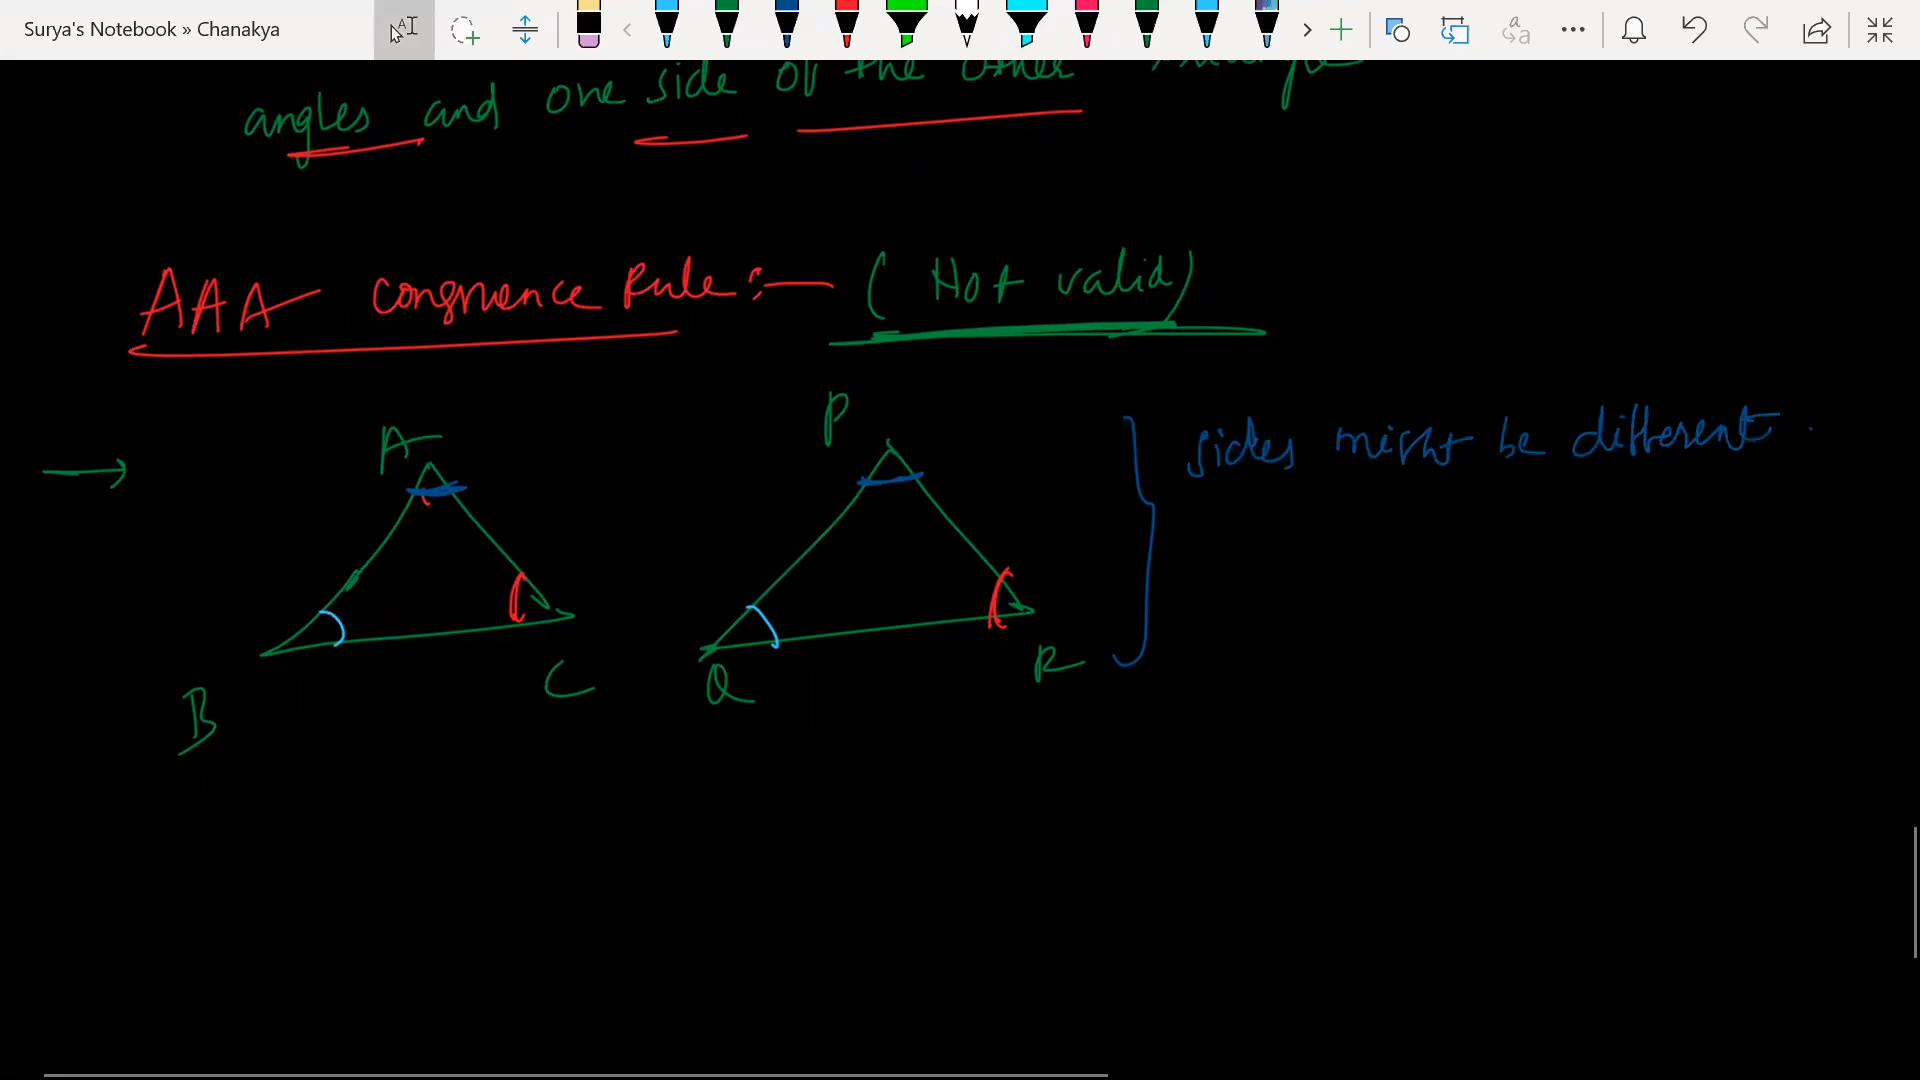 Surya's Notebook » Chanakya
angles and one side of the other
AAA congruence Rule :— ( Not valid )
A
P
sides might be different .
B
C
Q
R